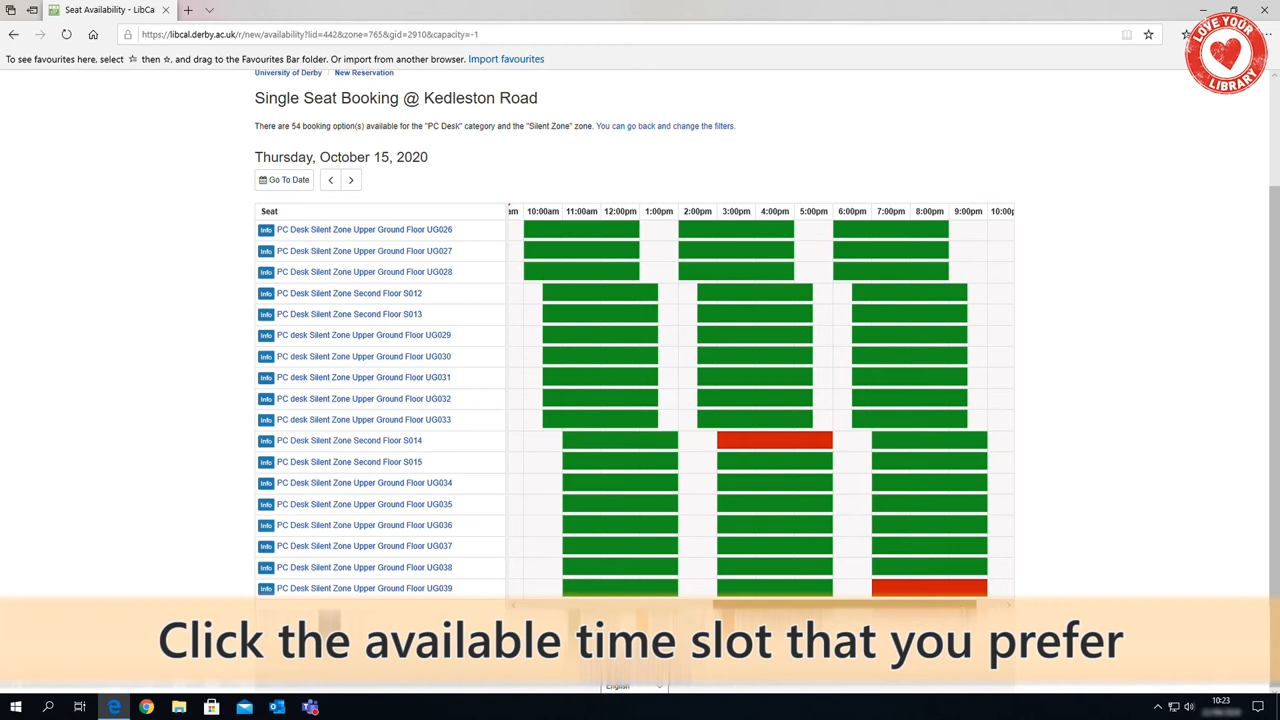 Seat Availability - LibCa
https://libcal.derby.ac.uk/r/new/availability?lid=442&zone=765&gid=2910&capacity=-1
LOVE YOUR LIBRARY
To see favourites here, select ☆ then ☆, and drag to the Favourites Bar folder. Or import from another browser. Import favourites
University of Derby / New Reservation
Single Seat Booking @ Kedleston Road
There are 54 booking option(s) available for the "PC Desk" category and the "Silent Zone" zone. You can go back and change the filters.
Thursday, October 15, 2020
Go To Date
Seat am 10:00am 11:00am 12:00pm 1:00pm 2:00pm 3:00pm 4:00pm 5:00pm 6:00pm 7:00pm 8:00pm 9:00pm 10:00p
Info PC Desk Silent Zone Upper Ground Floor UG026
Info PC Desk Silent Zone Upper Ground Floor UG027
Info PC Desk Silent Zone Upper Ground Floor UG028
Info PC Desk Silent Zone Second Floor S012
Info PC Desk Silent Zone Second Floor S013
Info PC desk Silent Zone Upper Ground Floor UG029
Info PC desk Silent Zone Upper Ground Floor UG030
Info PC desk Silent Zone Upper Ground Floor UG031
Info PC desk Silent Zone Upper Ground Floor UG032
Info PC desk Silent Zone Upper Ground Floor UG033
Info PC Desk Silent Zone Second Floor S014
Info PC Desk Silent Zone Second Floor S015
Info PC Desk Silent Zone Upper Ground Floor UG034
Info PC Desk Silent Zone Upper Ground Floor UG035
Info PC Desk Silent Zone Upper Ground Floor UG036
Info PC Desk Silent Zone Upper Ground Floor UG037
Info PC Desk Silent Zone Upper Ground Floor UG038
Info PC Desk Silent Zone Upper Ground Floor UG039
Click the available time slot that you prefer
English
10:23